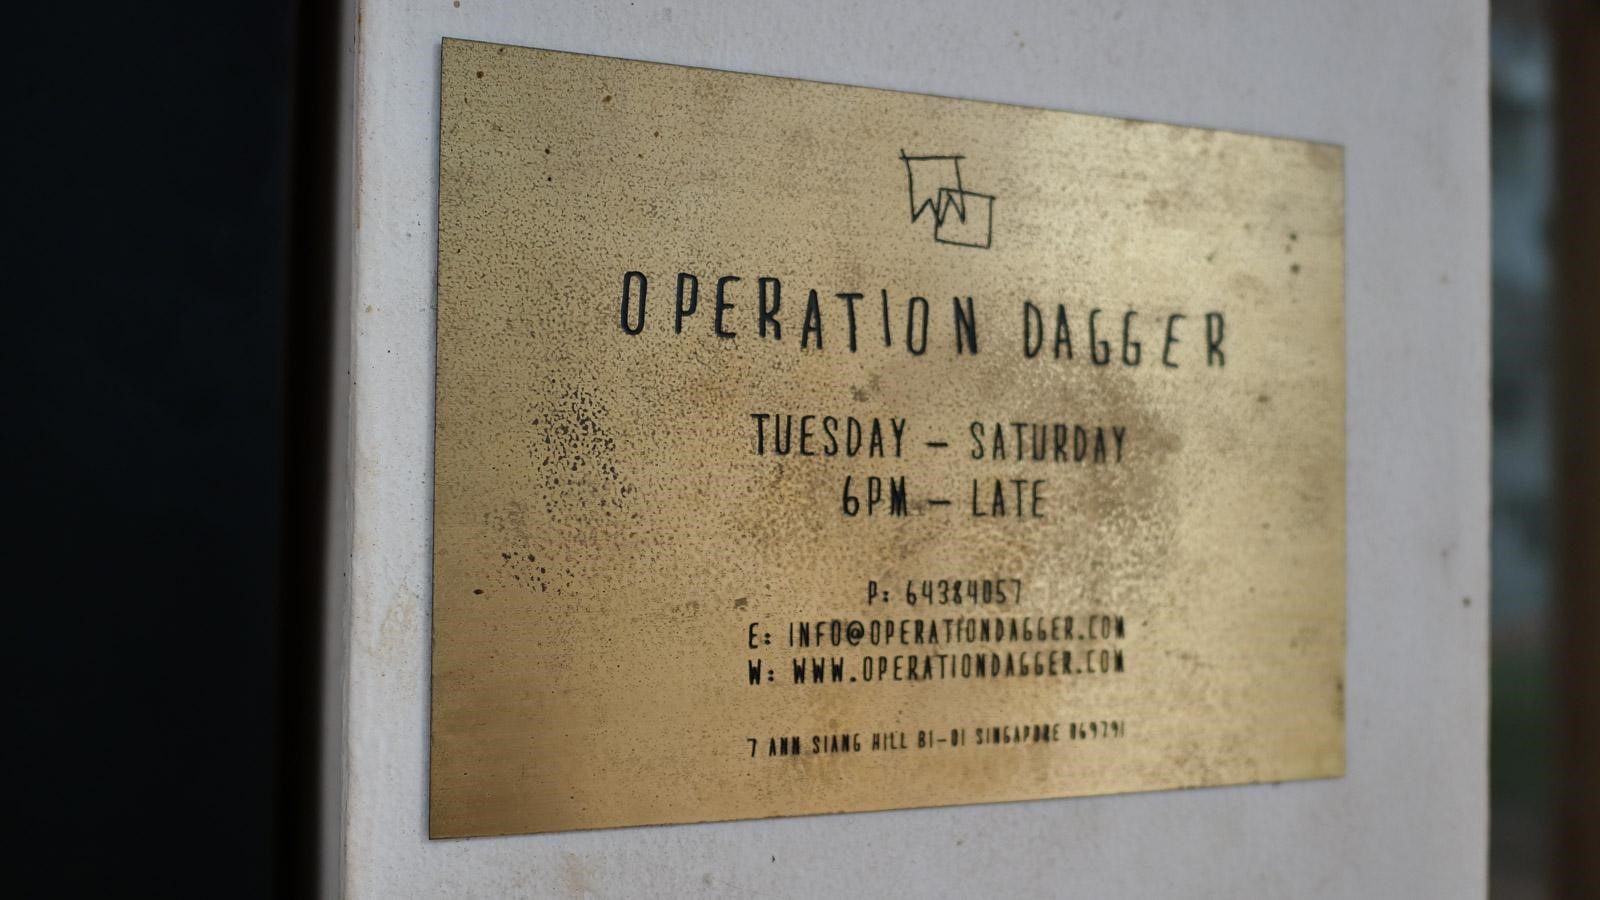 OPERATION DAGGER
TUESDAY – SATURDAY
6PM – LATE
P: 64384057
E: INFO@OPERATIONDAGGER.COM
W: WWW.OPERATIONDAGGER.COM
7 ANN SIANG HILL B1-01 SINGAPORE 069791